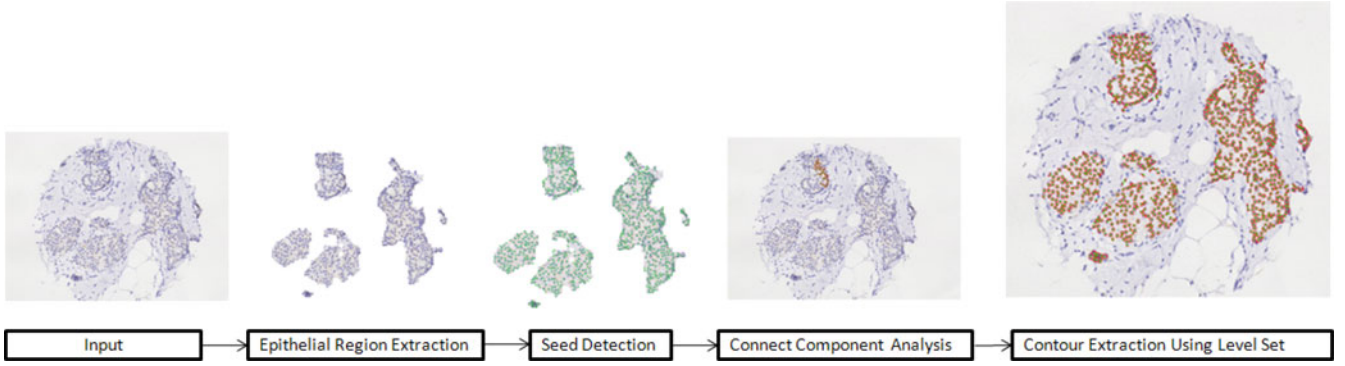 Input
Epithelial Region Extraction
Seed Detection
Connect Component Analysis
Contour Extraction Using Level Set